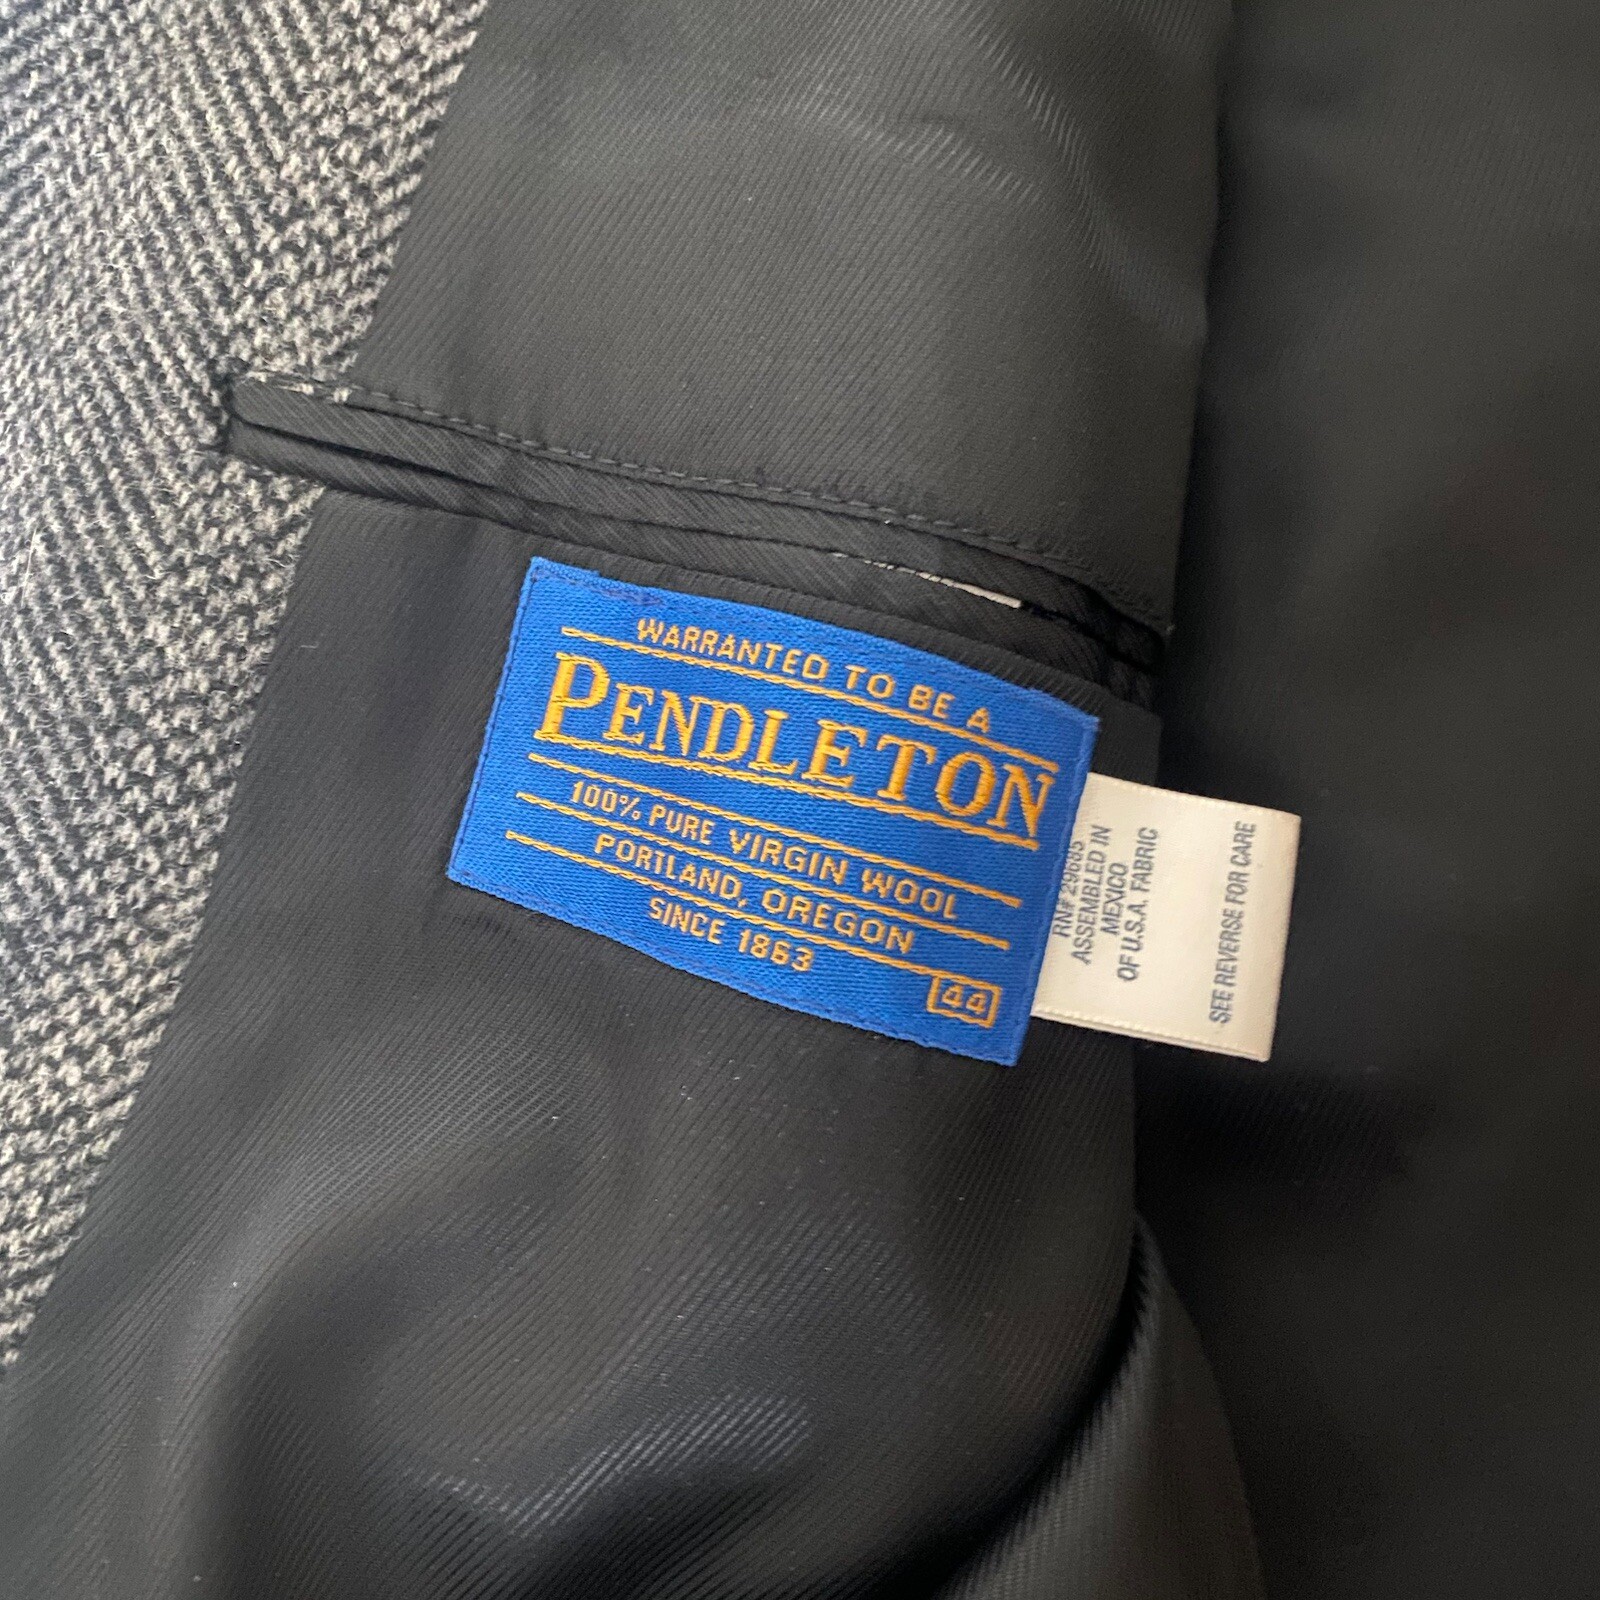 WARRANTED TO BE A
PENDLETON
100% PURE VIRGIN WOOL
PORTLAND, OREGON
SINCE 1863
44
RN# 29685
ASSEMBLED IN
MEXICO
OF U.S.A. FABRIC
SEE REVERSE FOR CARE